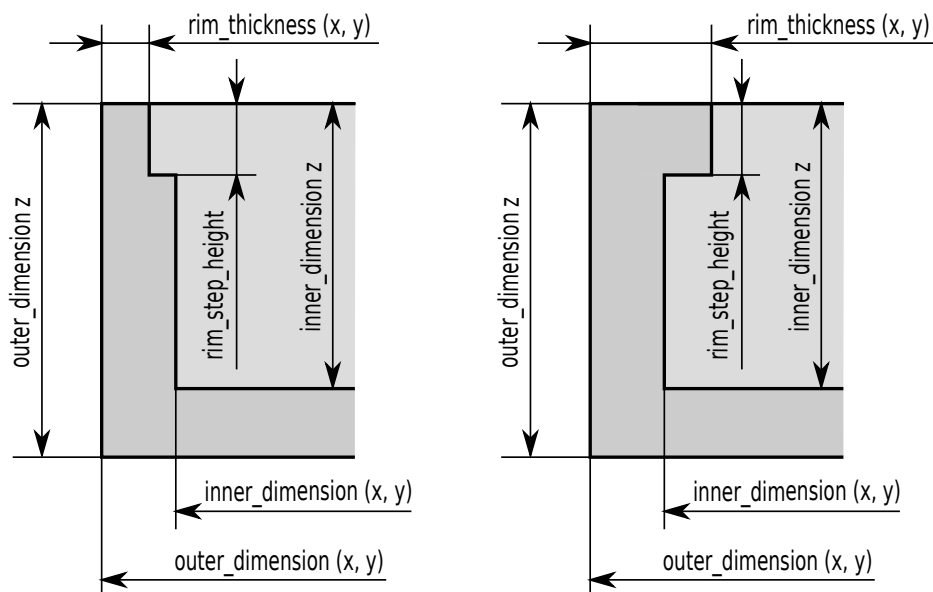 rim_thickness (x, y)
outer_dimension z
rim_step_height
inner_dimension z
inner_dimension (x, y)
outer_dimension (x, y)
rim_thickness (x, y)
outer_dimension z
rim_step_height
inner_dimension z
inner_dimension (x, y)
outer_dimension (x, y)